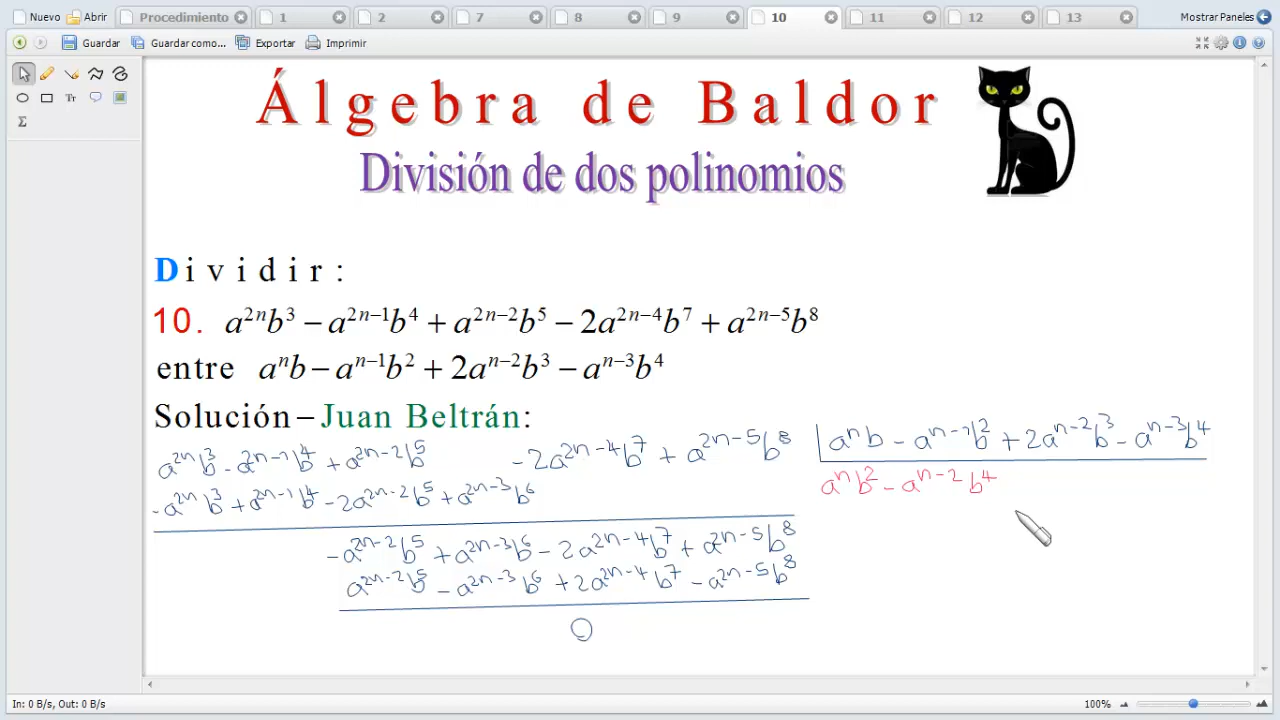 Nuevo Abrir Procedimiento 1 2 7 8 9 10 11 12 13 Mostrar Paneles
Guardar Guardar como... Exportar Imprimir
Álgebra de Baldor
División de dos polinomios
Tr
Σ
Dividir:
10. a^{2n}b^3 − a^{2n−1}b^4 + a^{2n−2}b^5 − 2a^{2n−4}b^7 + a^{2n−5}b^8
entre a^nb − a^{n−1}b^2 + 2a^{n−2}b^3 − a^{n−3}b^4
Solución − Juan Beltrán:
a^{2n}b^3 - a^{2n-1}b^4 + a^{2n-2}b^5 - 2a^{2n-4}b^7 + a^{2n-5}b^8 a^nb - a^{n-1}b^2 + 2a^{n-2}b^3 - a^{n-3}b^4
-a^{2n}b^3 + a^{2n-1}b^4 - 2a^{2n-2}b^5 + a^{2n-3}b^6 a^nb^2 - a^{n-2}b^4
-a^{2n-2}b^5 + a^{2n-3}b^6 - 2a^{2n-4}b^7 + a^{2n-5}b^8
a^{2n-2}b^5 - a^{2n-3}b^6 + 2a^{2n-4}b^7 - a^{2n-5}b^8
0
In: 0 B/s, Out: 0 B/s 100%